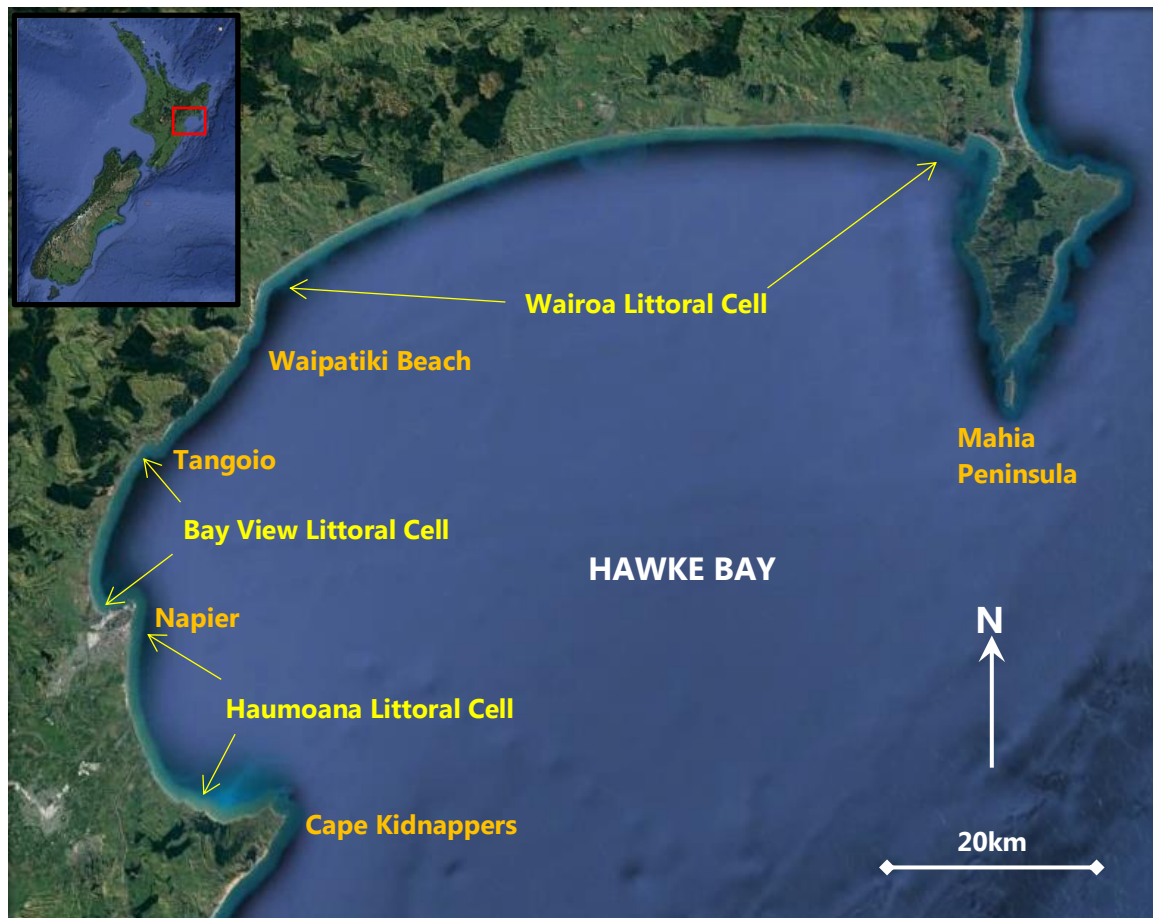 Wairoa Littoral Cell
Waipatiki Beach
Mahia
Peninsula
Tangoio
Bay View Littoral Cell
HAWKE BAY
Napier
N
Haumoana Littoral Cell
Cape Kidnappers
20km